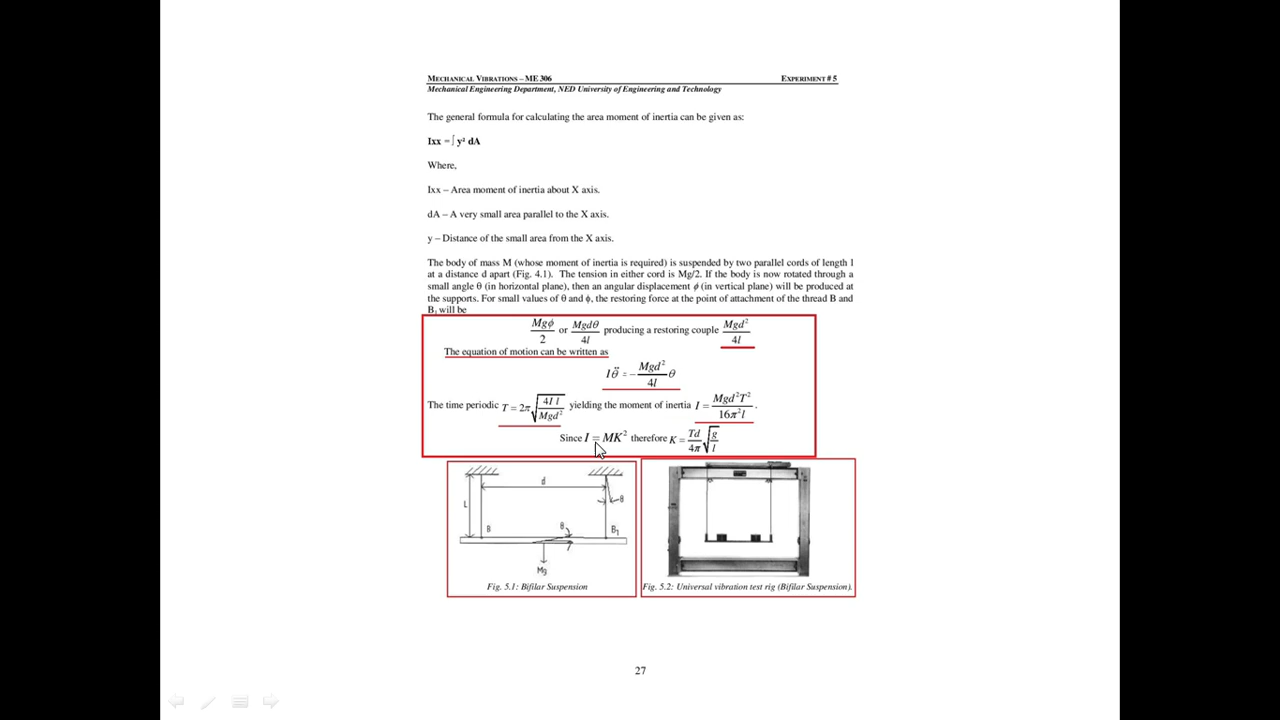 MECHANICAL VIBRATIONS – ME 306 EXPERIMENT # 5
Mechanical Engineering Department, NED University of Engineering and Technology
The general formula for calculating the area moment of inertia can be given as:
Ixx = ∫ y² dA
Where,
Ixx – Area moment of inertia about X axis.
dA – A very small area parallel to the X axis.
y – Distance of the small area from the X axis.
The body of mass M (whose moment of inertia is required) is suspended by two parallel cords of length l
at a distance d apart (Fig. 4.1). The tension in either cord is Mg/2. If the body is now rotated through a
small angle θ (in horizontal plane), then an angular displacement ϕ (in vertical plane) will be produced at
the supports. For small values of θ and ϕ, the restoring force at the point of attachment of the thread B and
B₁ will be
Mgϕ/2 or Mgdθ/4l producing a restoring couple Mgd²/4l
The equation of motion can be written as
Iθ̈ = −Mgd²/4l θ
The time periodic T = 2π√(4I l/Mgd²) yielding the moment of inertia I = Mgd²T²/16π²l .
Since I = MK² therefore K = Td/4π √(g/l)
d
θ
L
B θ B₁
Mg
Fig. 5.1: Bifilar Suspension
Fig. 5.2: Universal vibration test rig (Bifilar Suspension).
27